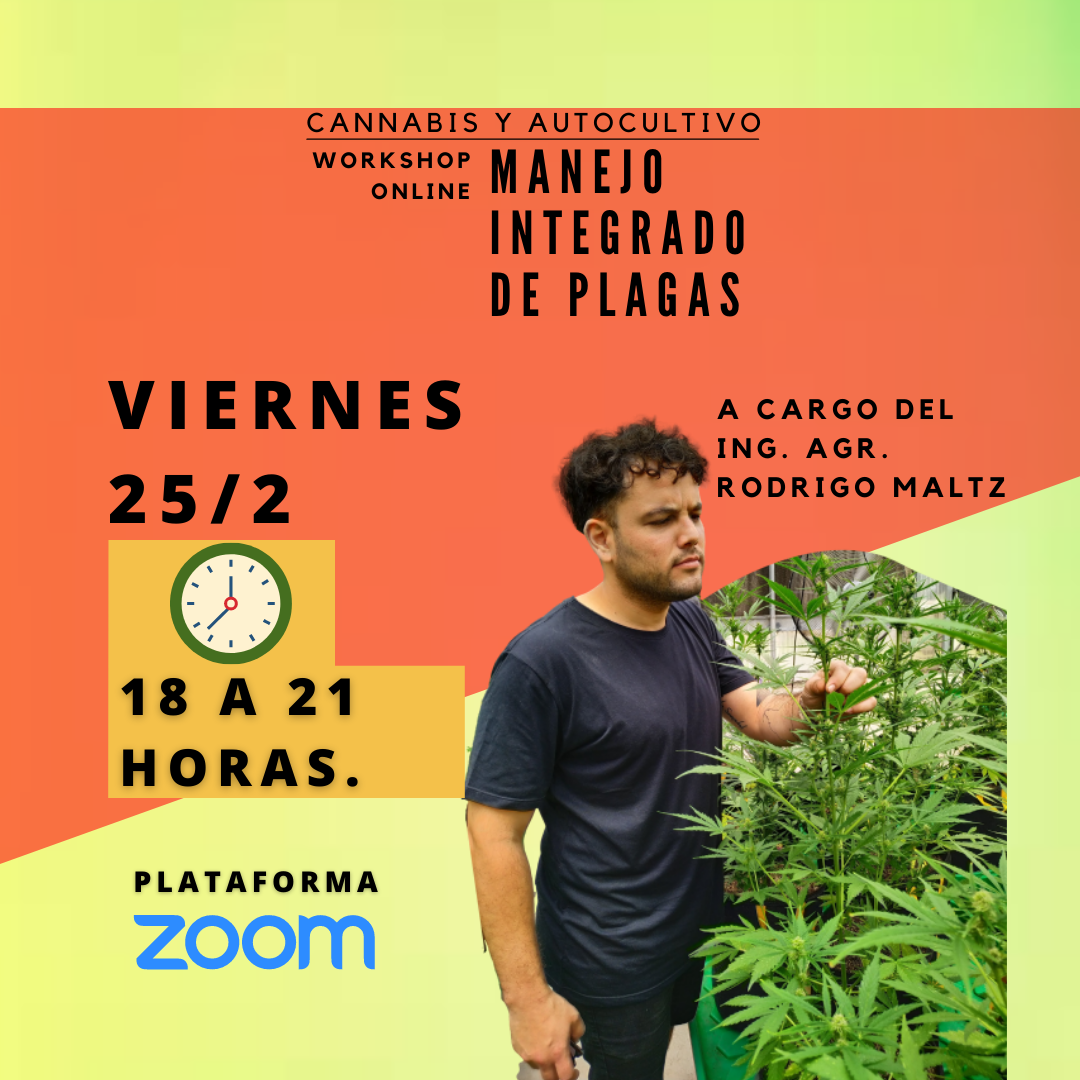 CANNABIS Y AUTOCULTIVO
WORKSHOP
ONLINE
MANEJO
INTEGRADO
DE PLAGAS
VIERNES
25/2
A CARGO DEL
ING. AGR.
RODRIGO MALTZ
18 A 21
HORAS.
PLATAFORMA
zoom